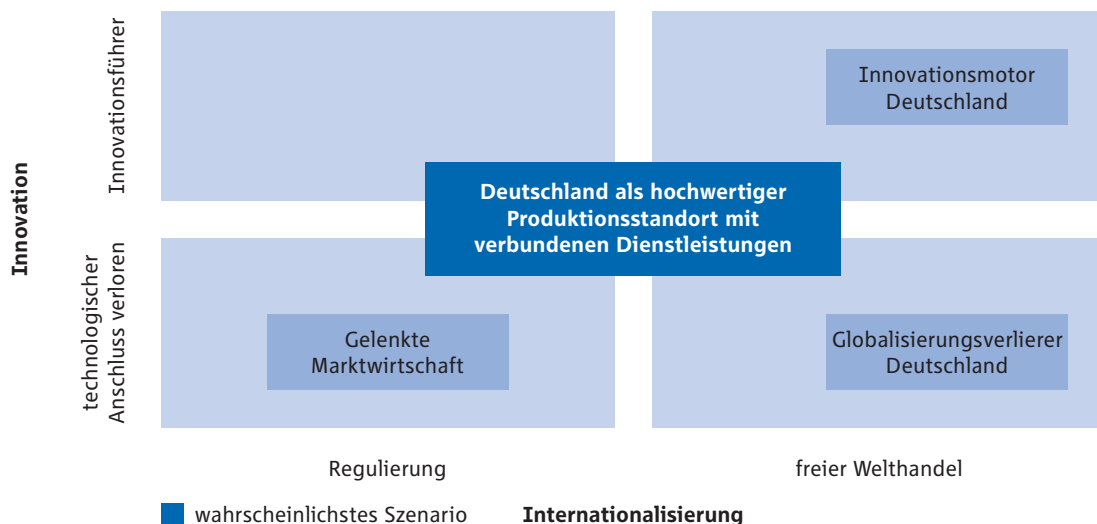 Innovation
Innovationsführer
technologischer
Anschluss verloren
Innovationsmotor
Deutschland
Deutschland als hochwertiger
Produktionsstandort mit
verbundenen Dienstleistungen
Gelenkte
Marktwirtschaft
Globalisierungsverlierer
Deutschland
Regulierung
freier Welthandel
wahrscheinlichstes Szenario
Internationalisierung